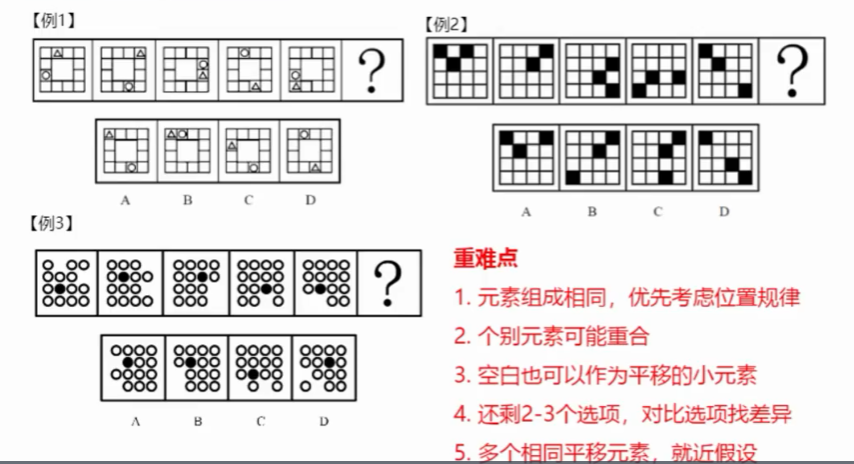 【例1】
?
A B C D
【例2】
?
A B C D
【例3】
?
A B C D
重难点
1. 元素组成相同，优先考虑位置规律
2. 个别元素可能重合
3. 空白也可以作为平移的小元素
4. 还剩2-3个选项，对比选项找差异
5. 多个相同平移元素，就近假设